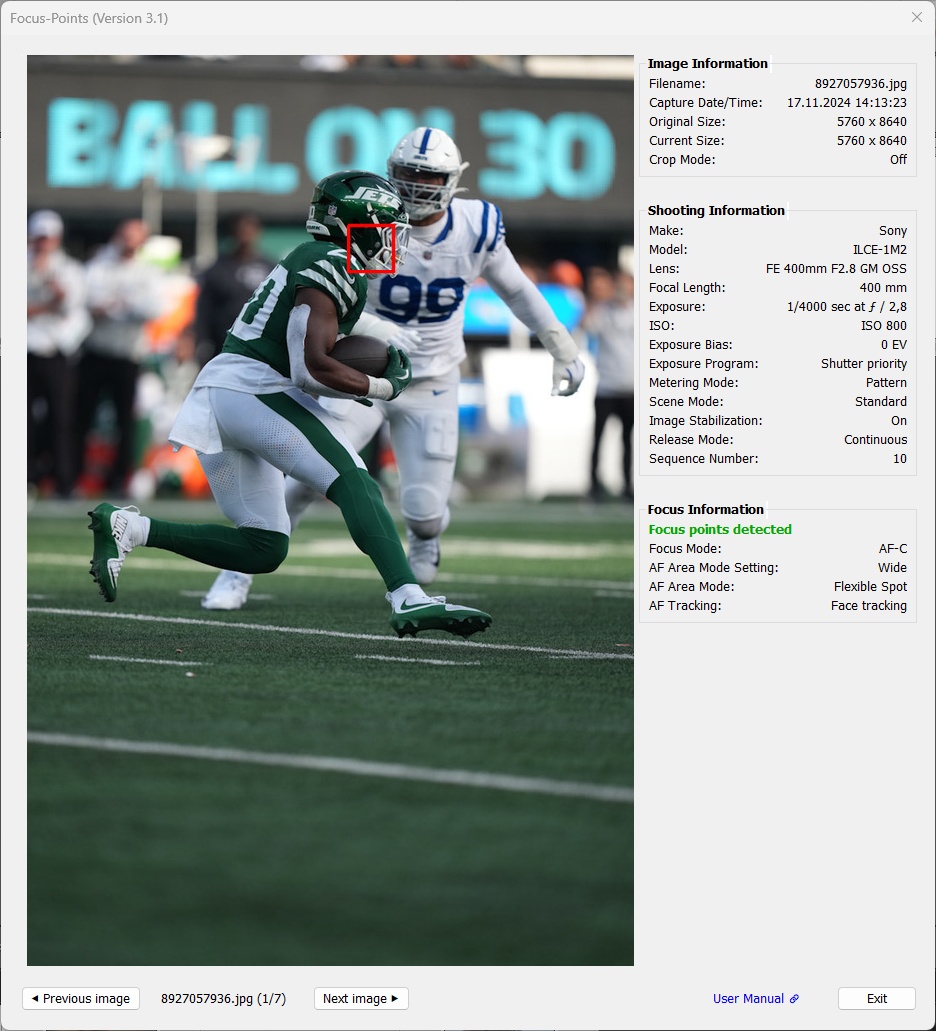 Focus-Points (Version 3.1)
BALL ON 30
JETS
99
Image Information
Filename: 8927057936.jpg
Capture Date/Time: 17.11.2024 14:13:23
Original Size: 5760 x 8640
Current Size: 5760 x 8640
Crop Mode: Off
Shooting Information
Make: Sony
Model: ILCE-1M2
Lens: FE 400mm F2.8 GM OSS
Focal Length: 400 mm
Exposure: 1/4000 sec at ƒ / 2,8
ISO: ISO 800
Exposure Bias: 0 EV
Exposure Program: Shutter priority
Metering Mode: Pattern
Scene Mode: Standard
Image Stabilization: On
Release Mode: Continuous
Sequence Number: 10
Focus Information
Focus points detected
Focus Mode: AF-C
AF Area Mode Setting: Wide
AF Area Mode: Flexible Spot
AF Tracking: Face tracking
Previous image
8927057936.jpg (1/7)
Next image
User Manual
Exit